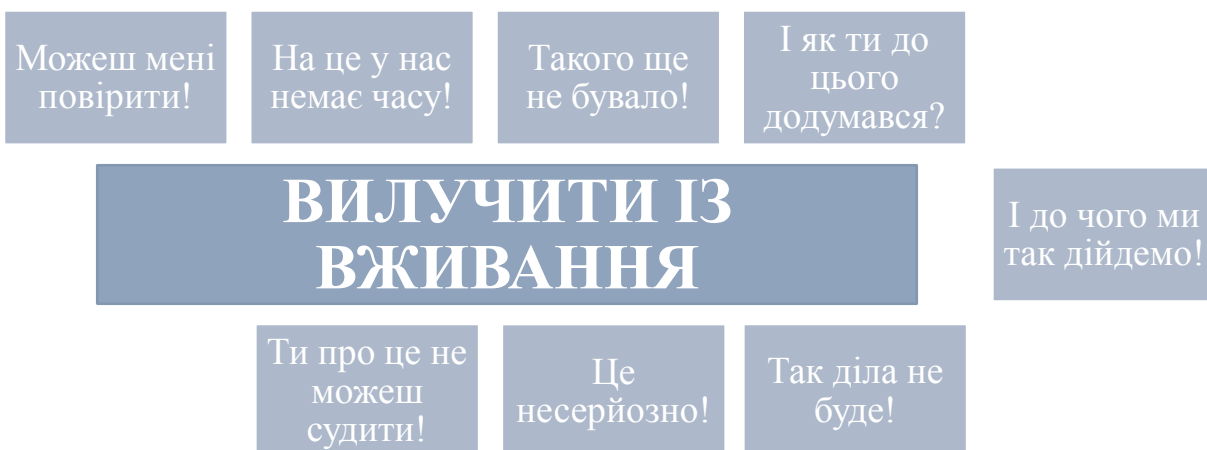 Можеш мені
повірити!
На це у нас
немає часу!
Такого ще
не бувало!
І як ти до
цього
додумався?
ВИЛУЧИТИ ІЗ
ВЖИВАННЯ
І до чого ми
так дійдемо!
Ти про це не
можеш
судити!
Це
несерйозно!
Так діла не
буде!